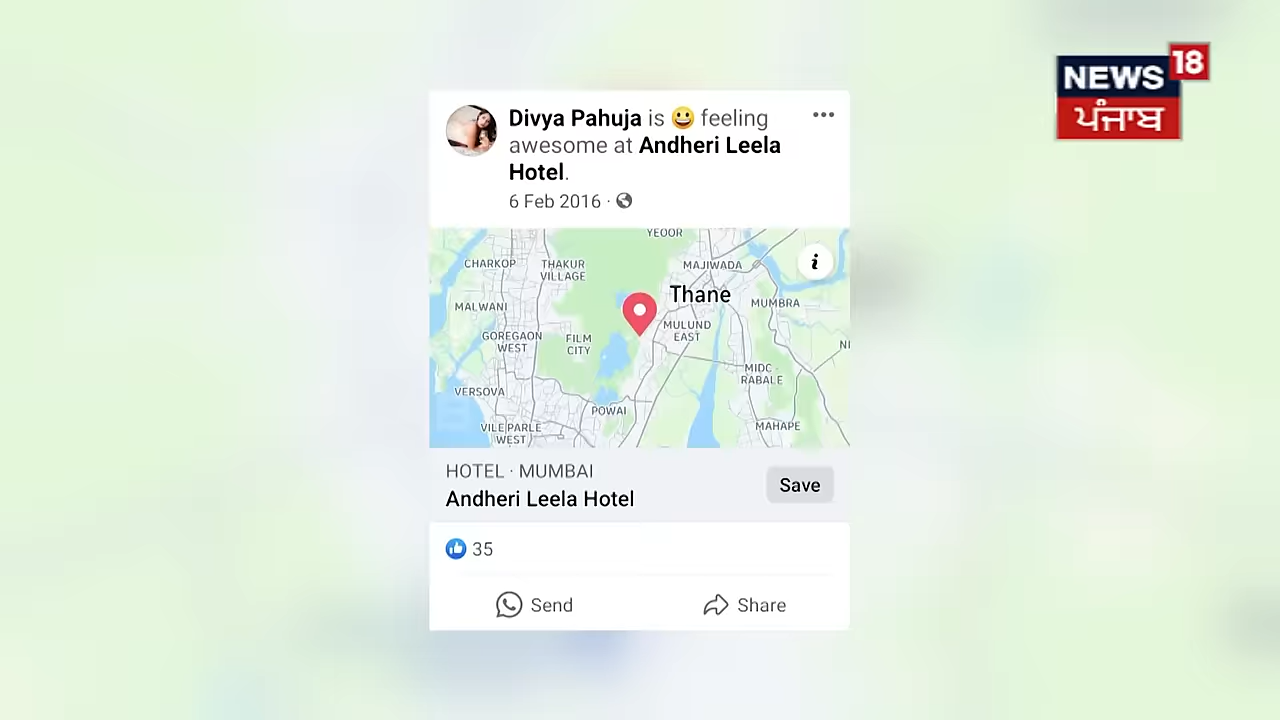 NEWS 18
ਪੰਜਾਬ
Divya Pahuja is 😀 feeling
awesome at Andheri Leela
Hotel.
6 Feb 2016 ·
YEOOR
CHARKOP
THAKUR
VILLAGE
MAJIWADA
i
Thane
MALWANI
MUMBRA
GOREGAON
WEST
FILM
CITY
MULUND
EAST
MIDC -
RABALE
VERSOVA
POWAI
VILE PARLE
WEST
MAHAPE
HOTEL · MUMBAI
Andheri Leela Hotel
Save
35
Send
Share